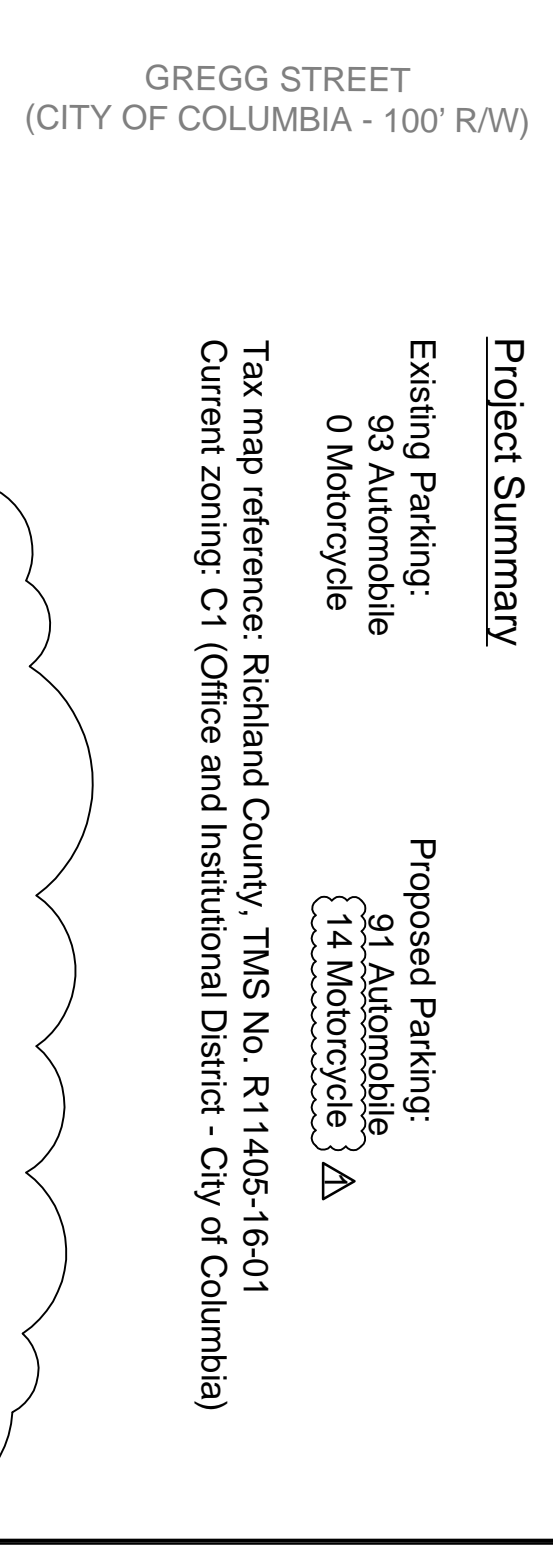 GREGG STREET
(CITY OF COLUMBIA - 100' R/W)
Project Summary
Existing Parking:
93 Automobile
0 Motorcycle
Proposed Parking:
91 Automobile
14 Motorcycle
1
Tax map reference: Richland County, TMS No. R11405-16-01
Current zoning: C1 (Office and Institutional District - City of Columbia)